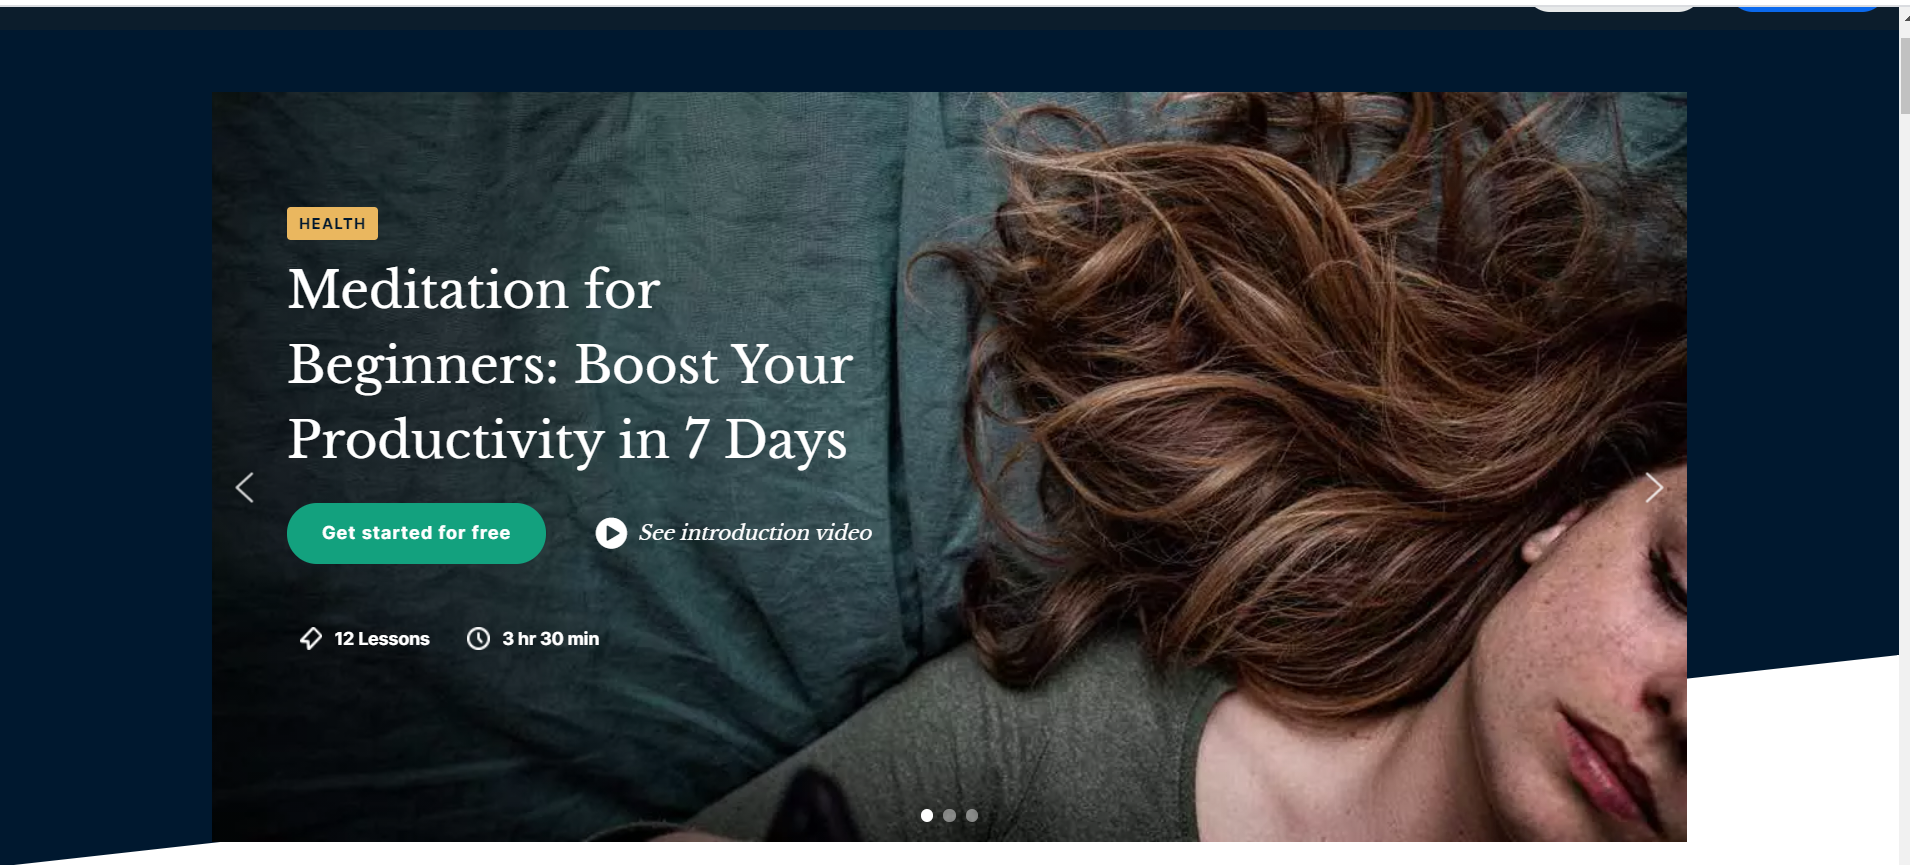 HEALTH
Meditation for
Beginners: Boost Your
Productivity in 7 Days
Get started for free
See introduction video
12 Lessons
3 hr 30 min